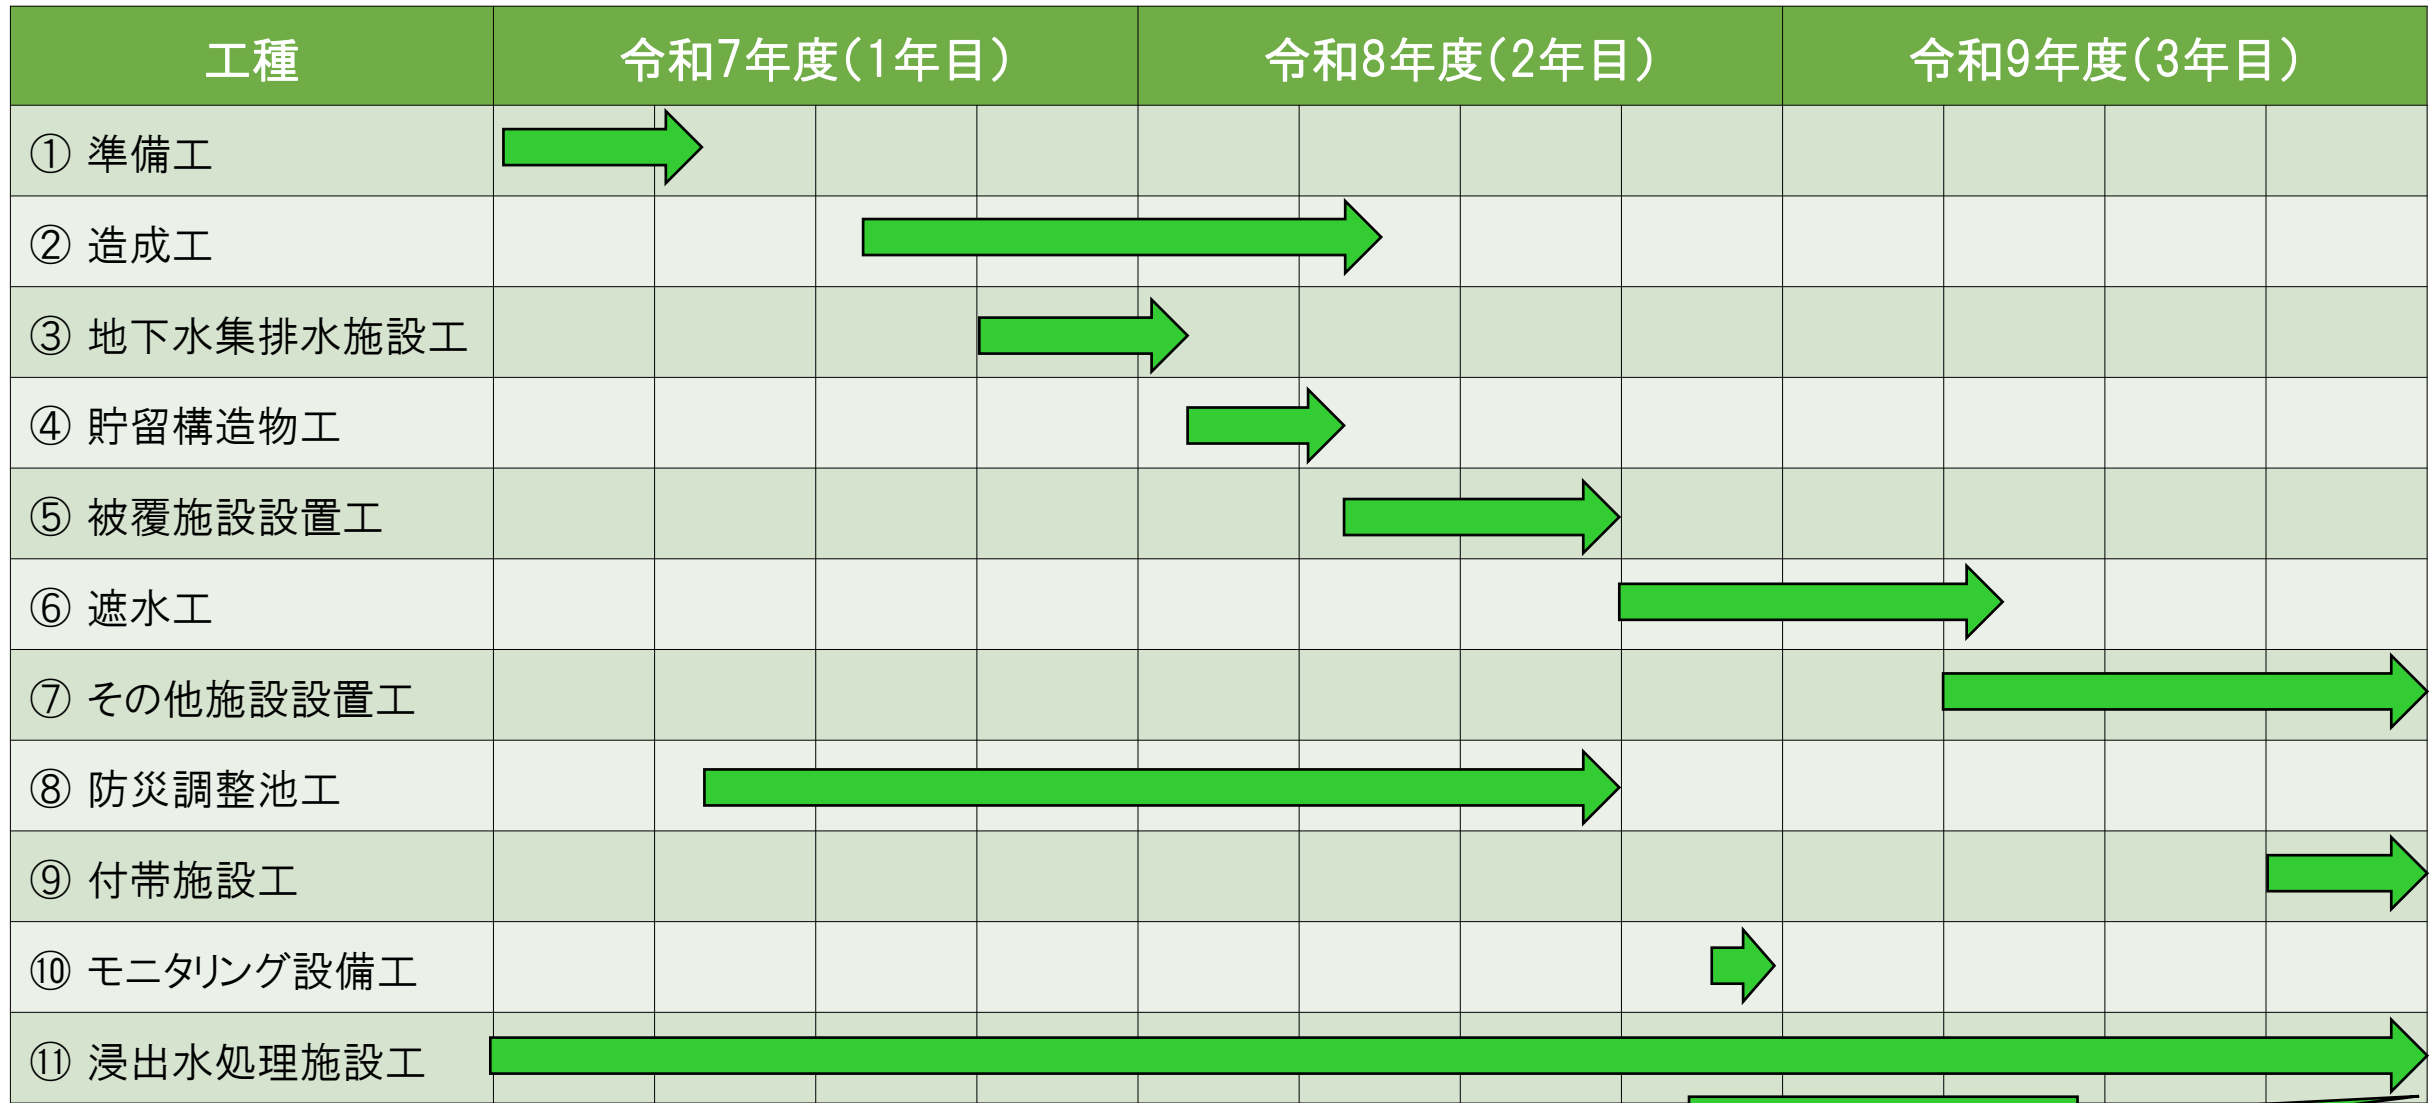 工種 令和7年度(1年目) 令和8年度(2年目) 令和9年度(3年目)
① 準備工
② 造成工
③ 地下水集排水施設工
④ 貯留構造物工
⑤ 被覆施設設置工
⑥ 遮水工
⑦ その他施設設置工
⑧ 防災調整池工
⑨ 付帯施設工
⑩ モニタリング設備工
⑪ 浸出水処理施設工